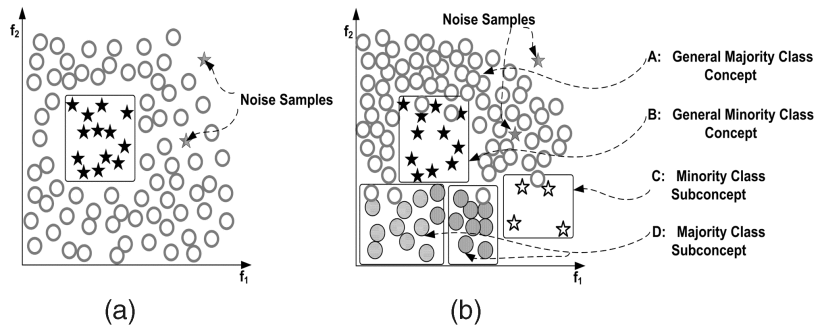 f2
Noise Samples
f1
(a)
f2
Noise Samples
f1
(b)
A: General Majority Class
Concept
B: General Minority Class
Concept
C: Minority Class
Subconcept
D: Majority Class
Subconcept